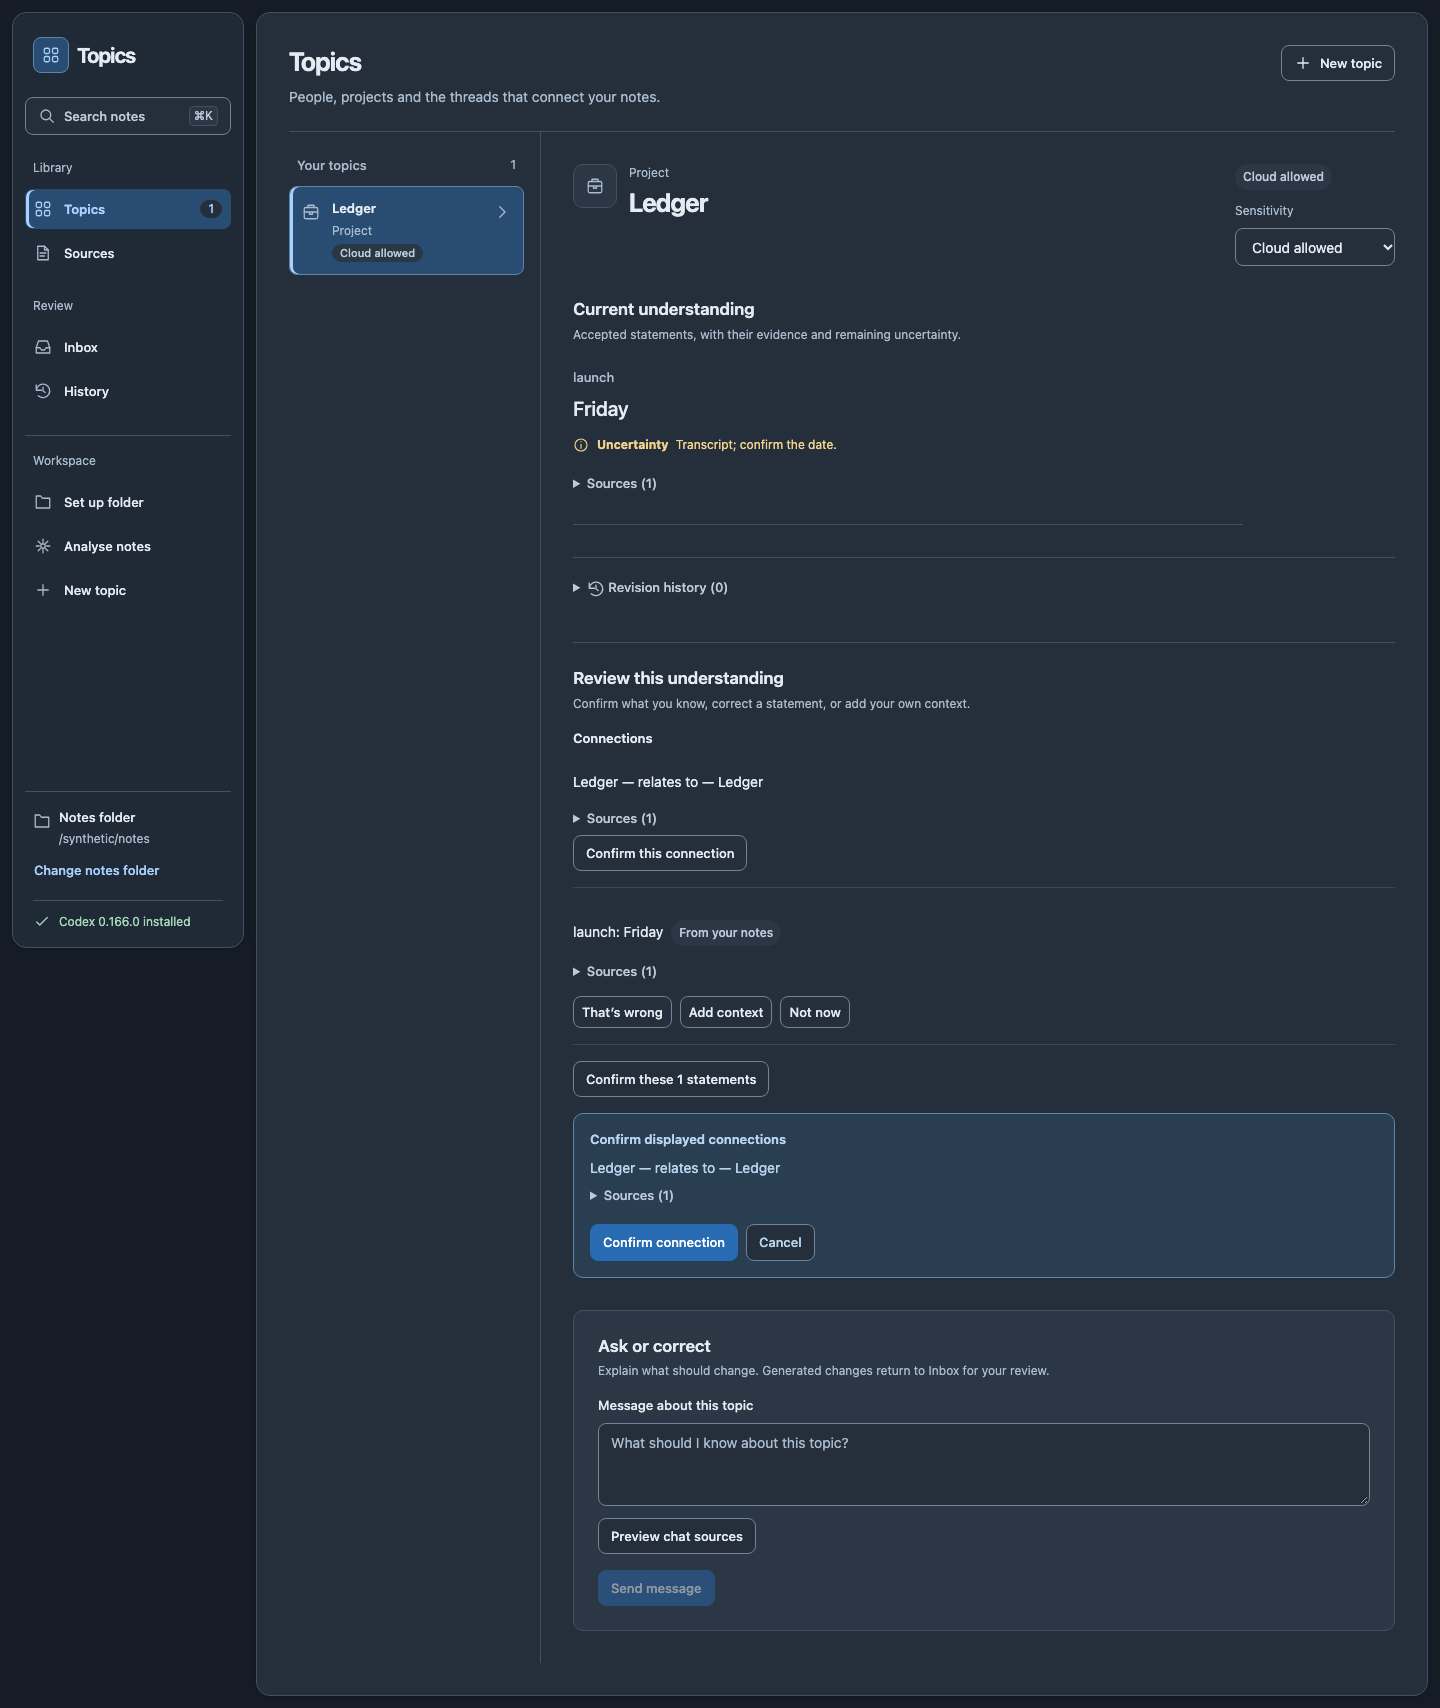 Topics
Search notes ⌘K
Library
Topics 1
Sources
Review
Inbox
History
Workspace
Set up folder
Analyse notes
New topic
Notes folder
/synthetic/notes
Change notes folder
Codex 0.166.0 installed
Topics
New topic
People, projects and the threads that connect your notes.
Your topics 1
Ledger
Project
Cloud allowed
Project
Ledger
Cloud allowed
Sensitivity
Cloud allowed
Current understanding
Accepted statements, with their evidence and remaining uncertainty.
launch
Friday
Uncertainty Transcript; confirm the date.
Sources (1)
Revision history (0)
Review this understanding
Confirm what you know, correct a statement, or add your own context.
Connections
Ledger — relates to — Ledger
Sources (1)
Confirm this connection
launch: Friday From your notes
Sources (1)
That’s wrong Add context Not now
Confirm these 1 statements
Confirm displayed connections
Ledger — relates to — Ledger
Sources (1)
Confirm connection Cancel
Ask or correct
Explain what should change. Generated changes return to Inbox for your review.
Message about this topic
What should I know about this topic?
Preview chat sources
Send message